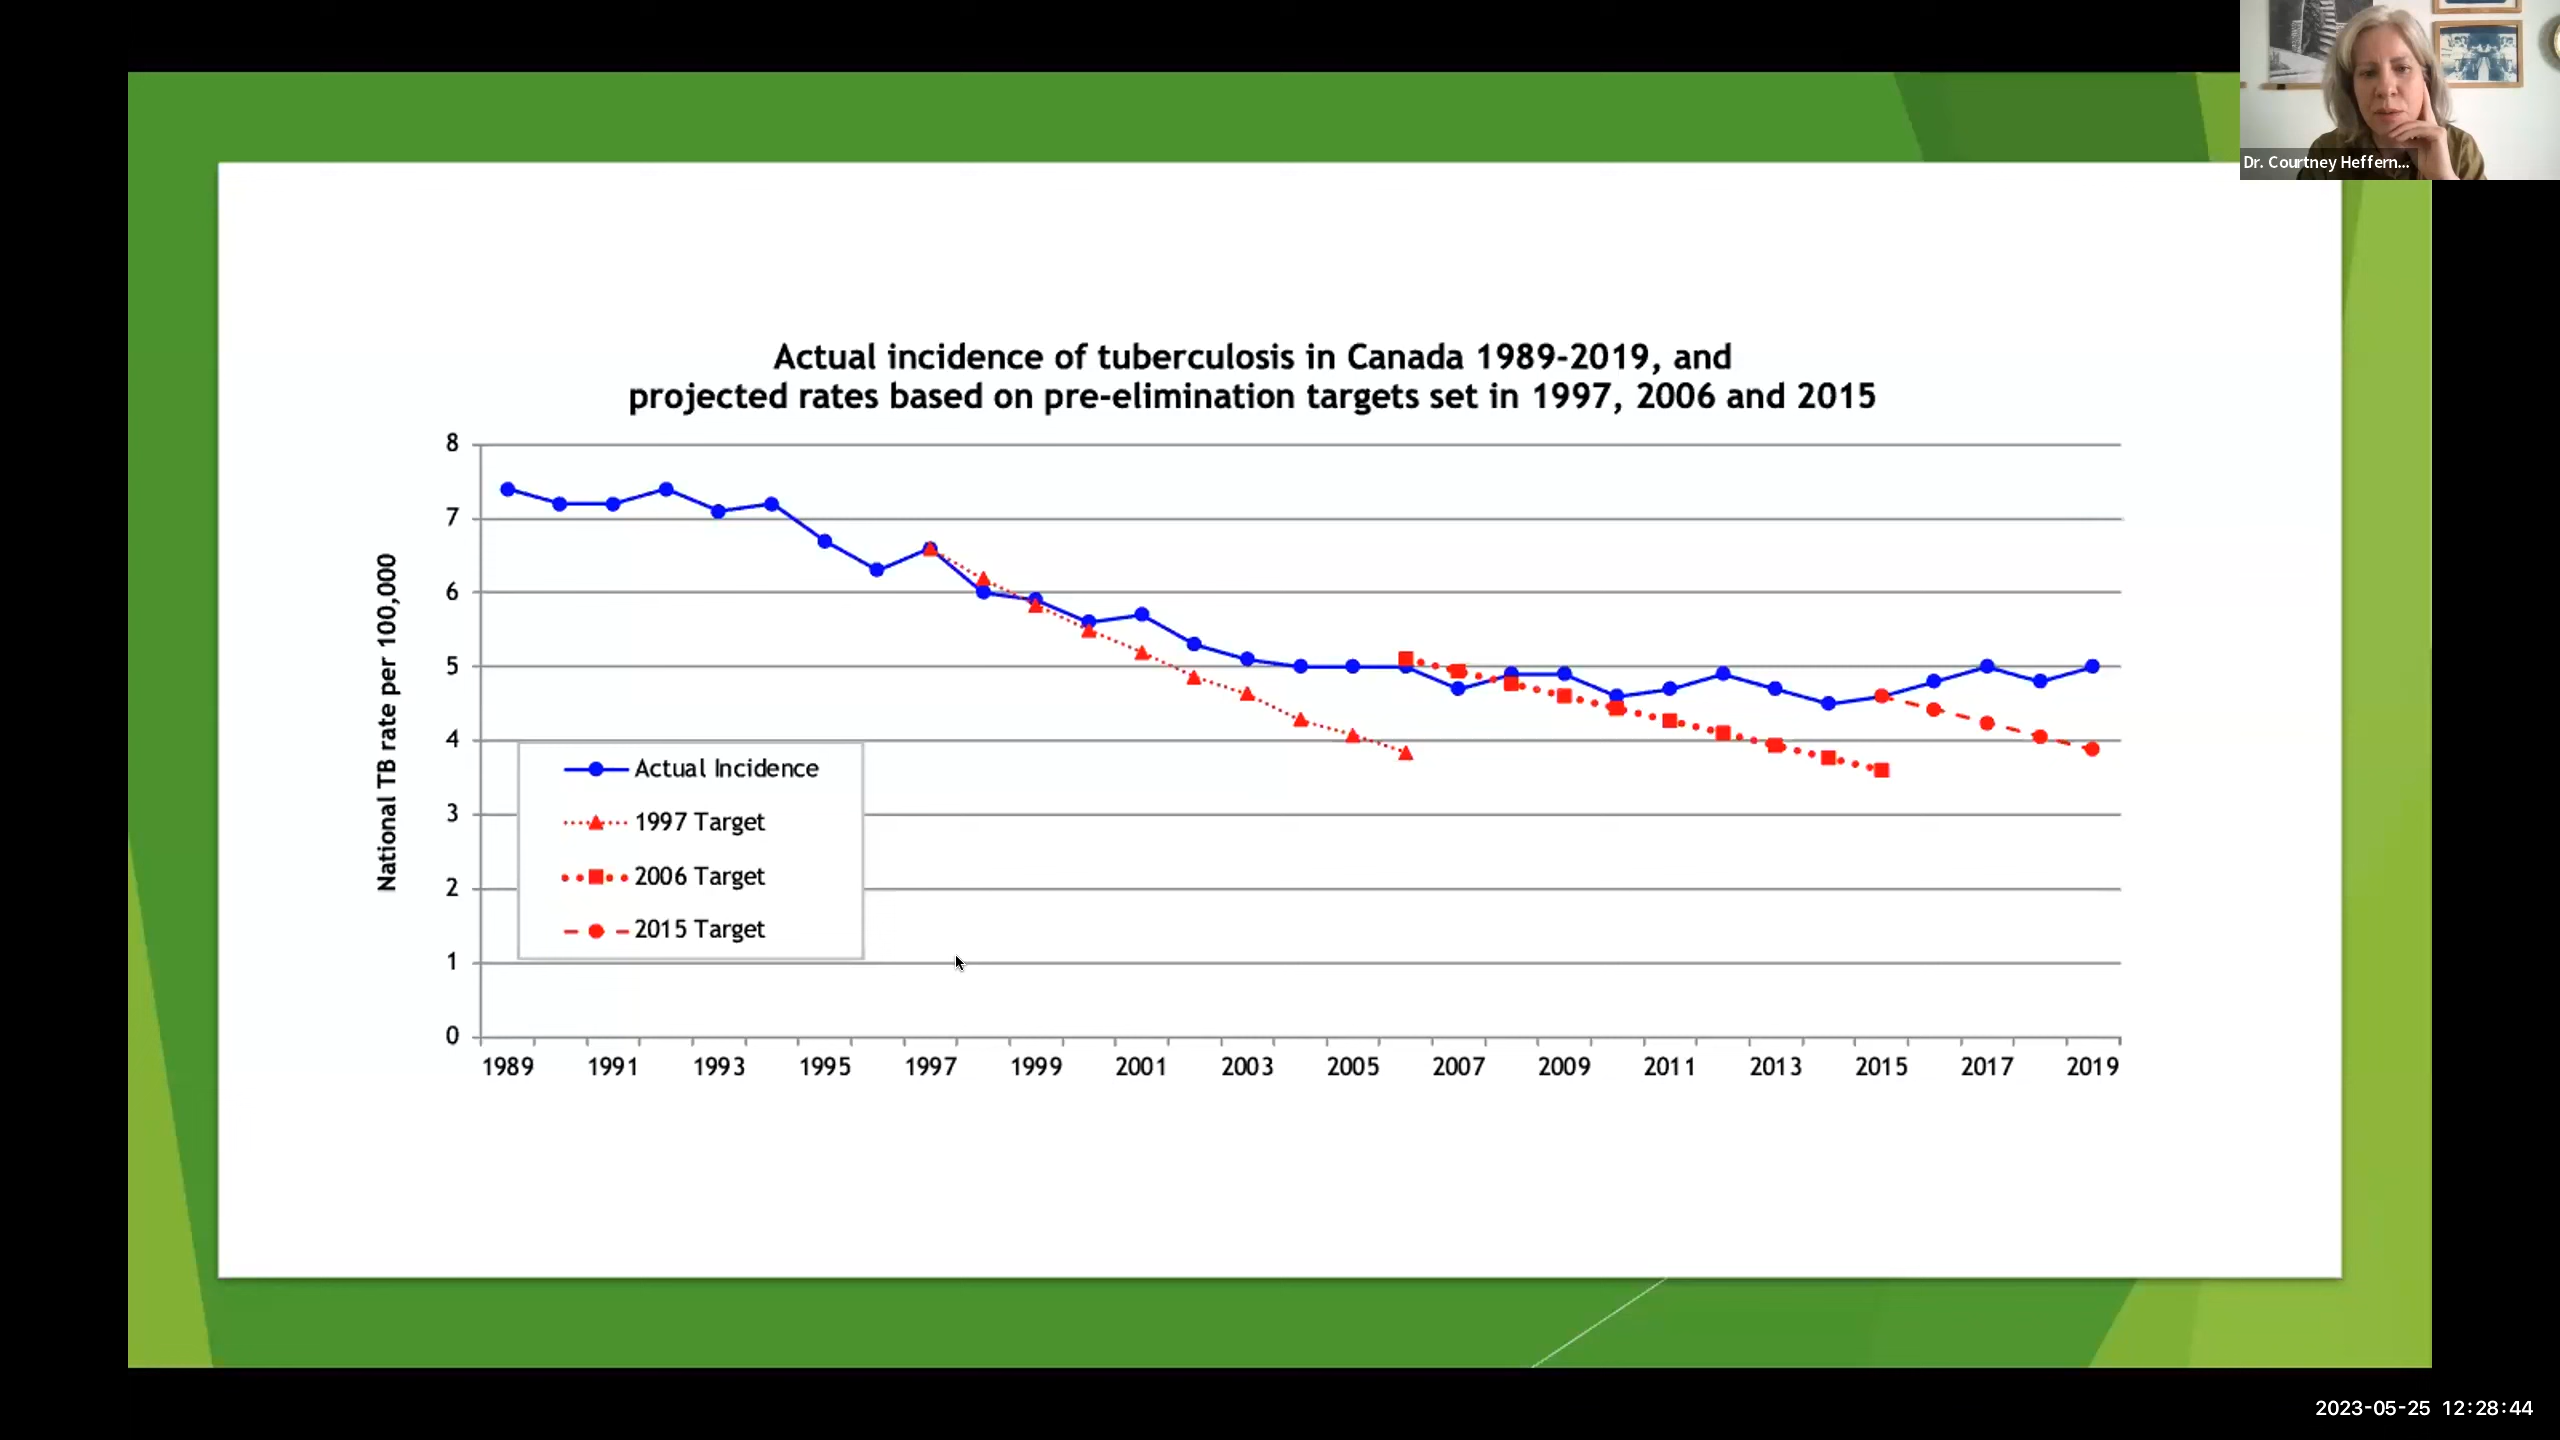 Dr. Courtney Heffern...
Actual incidence of tuberculosis in Canada 1989-2019, and
projected rates based on pre-elimination targets set in 1997, 2006 and 2015
National TB rate per 100,000
8
7
6
5
4
3
2
1
0
Actual Incidence
1997 Target
2006 Target
2015 Target
1989 1991 1993 1995 1997 1999 2001 2003 2005 2007 2009 2011 2013 2015 2017 2019
2023-05-25 12:28:44